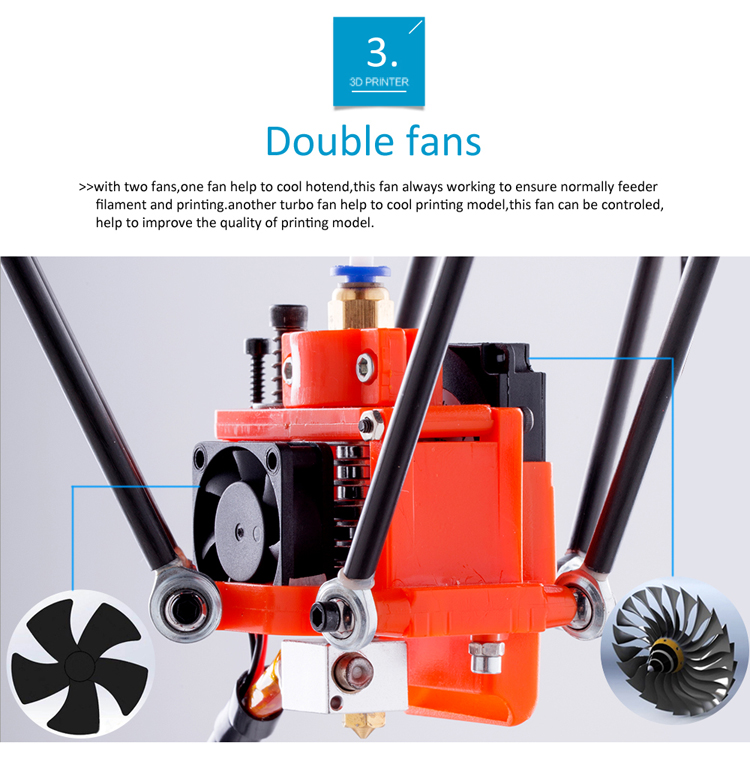 3.
3D PRINTER
Double fans
>>with two fans,one fan help to cool hotend,this fan always working to ensure normally feeder
filament and printing.another turbo fan help to cool printing model,this fan can be controled,
help to improve the quality of printing model.